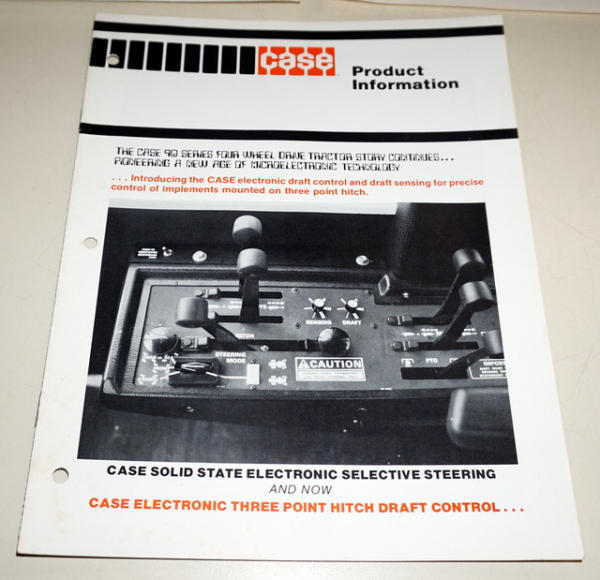 case
Product
Information
THE CASE 90 SERIES FOUR WHEEL DRIVE TRACTOR STORY CONTINUES...
PIONEERING A NEW AGE OF MICROELECTRONIC TECHNOLOGY
...Introducing the CASE electronic draft control and draft sensing for precise
control of implements mounted on three point hitch.
SENSING DRAFT
HITCH
STEERING
MODE
CAUTION
PTO
CASE SOLID STATE ELECTRONIC SELECTIVE STEERING
AND NOW
CASE ELECTRONIC THREE POINT HITCH DRAFT CONTROL...